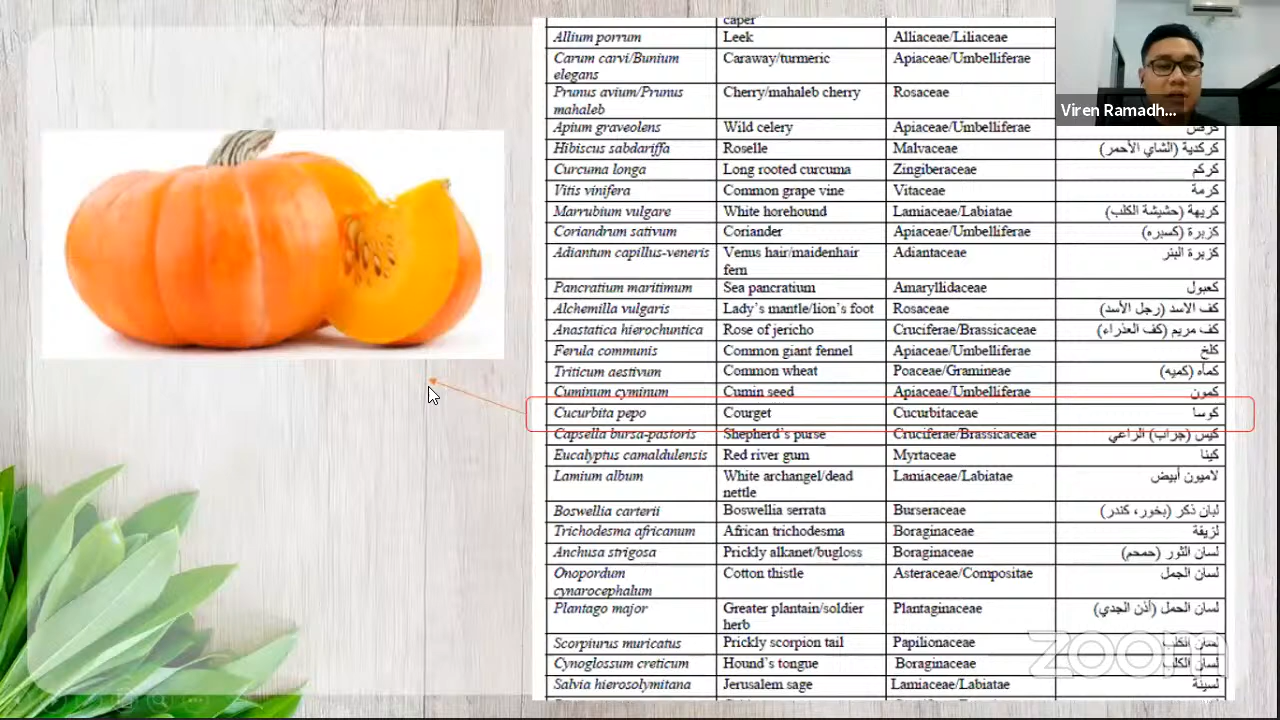 caper
Allium porrum Leek Alliaceae/Liliaceae
Carum carvi/Bunium Caraway/turmeric Apiaceae/Umbelliferae
elegans
Prunus avium/Prunus Cherry/mahaleb cherry Rosaceae
mahaleb
Viren Ramadh...
Apium graveolens Wild celery Apiaceae/Umbelliferae
Hibiscus sabdariffa Roselle Malvaceae كركدية (الشاي الأحمر)
Curcuma longa Long rooted curcuma Zingiberaceae كركم
Vitis vinifera Common grape vine Vitaceae كرمة
Marrubium vulgare White horehound Lamiaceae/Labiatae كريهة (حشيشة الكلب)
Coriandrum sativum Coriander Apiaceae/Umbelliferae كزبرة (كسبره)
Adiantum capillus-veneris Venus hair/maidenhair Adiantaceae كزبرة البئر
fern
Pancratium maritimum Sea pancratium Amaryllidaceae كعبول
Alchemilla vulgaris Lady's mantle/lion's foot Rosaceae كف الاسد (رجل الأسد)
Anastatica hierochuntica Rose of jericho Cruciferae/Brassicaceae كف مريم (كف العذراء)
Ferula communis Common giant fennel Apiaceae/Umbelliferae كلخ
Triticum aestivum Common wheat Poaceae/Gramineae كماه (كميه)
Cuminum cyminum Cumin seed Apiaceae/Umbelliferae كمون
Cucurbita pepo Courget Cucurbitaceae كوسا
Capsella bursa-pastoris Shepherd's purse Cruciferae/Brassicaceae كيس (جراب) الراعي
Eucalyptus camaldulensis Red river gum Myrtaceae كينا
Lamium album White archangel/dead Lamiaceae/Labiatae لاميون أبيض
nettle
Boswellia carterii Boswellia serrata Burseraceae لبان ذكر (بخور، كندر)
Trichodesma africanum African trichodesma Boraginaceae لزيقة
Anchusa strigosa Prickly alkanet/bugloss Boraginaceae لسان الثور (حمحم)
Onopordum Cotton thistle Asteraceae/Compositae لسان الجمل
cynarocephalum
Plantago major Greater plantain/soldier Plantaginaceae لسان الحمل (أذن الجدي)
herb
Scorpiurus muricatus Prickly scorpion tail Papilionaceae لسان الكلب
Cynoglossum creticum Hound's tongue Boraginaceae لسان الكلب
Salvia hierosolymitana Jerusalem sage Lamiaceae/Labiatae لسينة
zoom